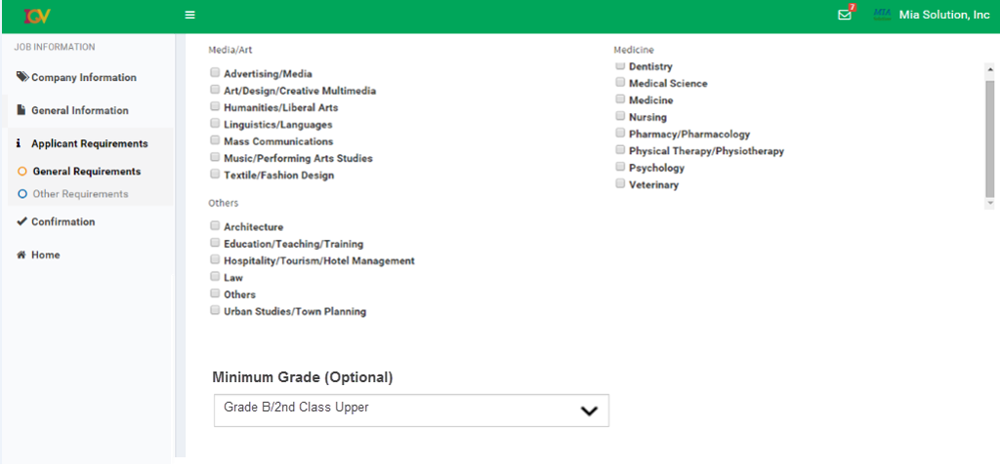 IGV
7
MIA
Mia Solution, Inc
JOB INFORMATION
Company Information
General Information
Applicant Requirements
General Requirements
Other Requirements
Confirmation
Home
Media/Art
Advertising/Media
Art/Design/Creative Multimedia
Humanities/Liberal Arts
Linguistics/Languages
Mass Communications
Music/Performing Arts Studies
Textile/Fashion Design
Others
Architecture
Education/Teaching/Training
Hospitality/Tourism/Hotel Management
Law
Others
Urban Studies/Town Planning
Medicine
Dentistry
Medical Science
Medicine
Nursing
Pharmacy/Pharmacology
Physical Therapy/Physiotherapy
Psychology
Veterinary
Minimum Grade (Optional)
Grade B/2nd Class Upper